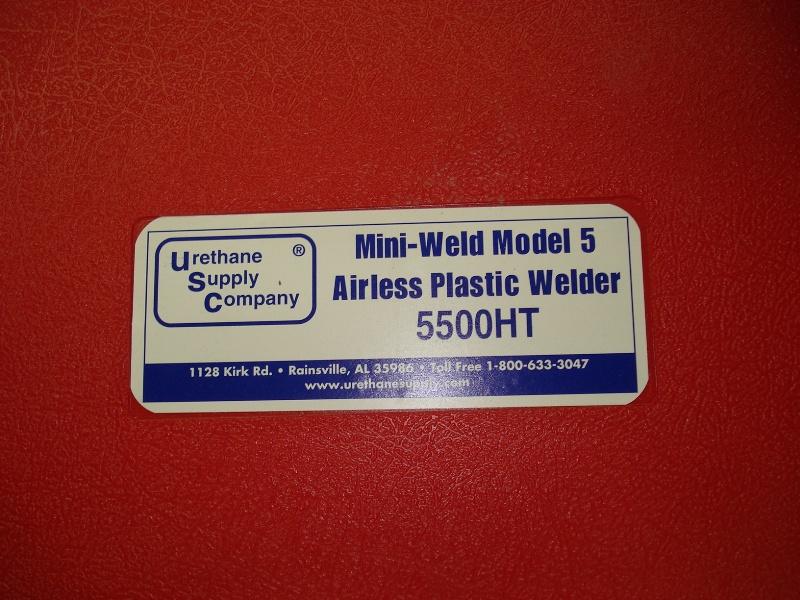 Urethane ®
Supply
Company
Mini-Weld Model 5
Airless Plastic Welder
5500HT
1128 Kirk Rd. • Rainsville, AL 35986 • Toll Free 1-800-633-3047
www.urethanesupply.com